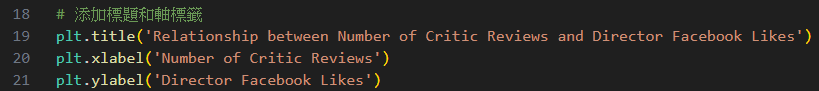 18 # 添加標題和軸標籤
19 plt.title('Relationship between Number of Critic Reviews and Director Facebook Likes')
20 plt.xlabel('Number of Critic Reviews')
21 plt.ylabel('Director Facebook Likes')